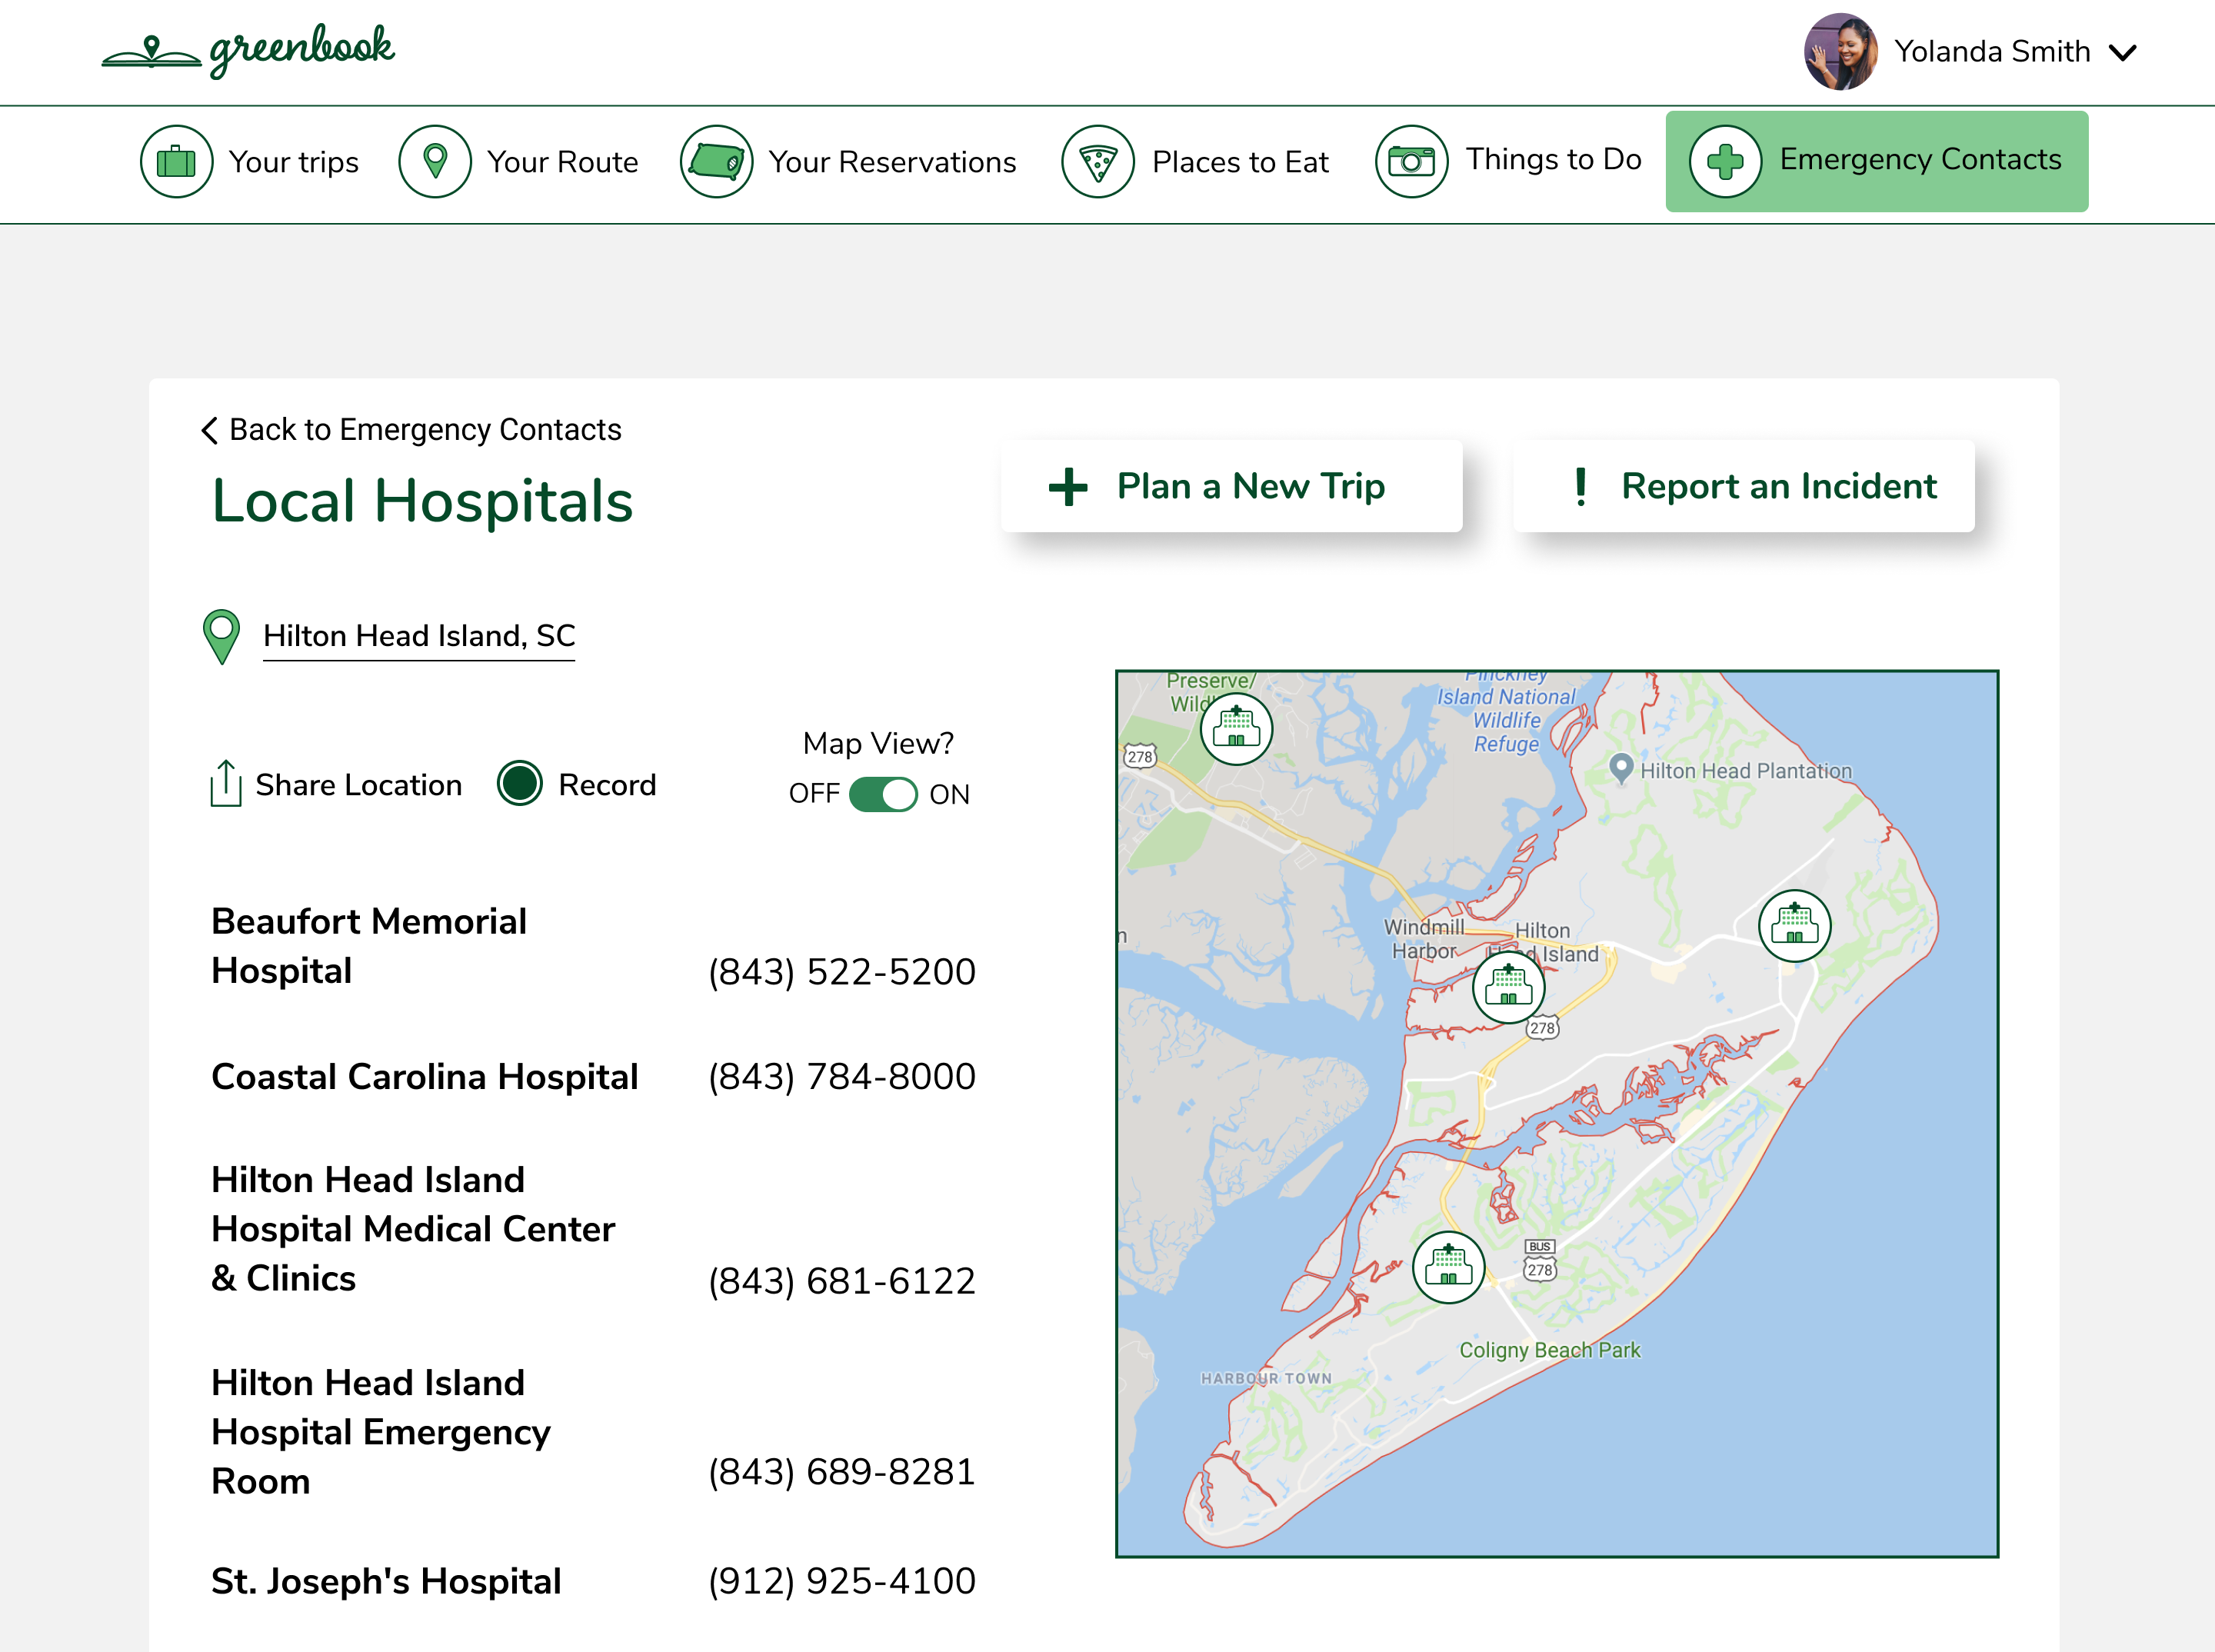 greenbook
Yolanda Smith
Your trips
Your Route
Your Reservations
Places to Eat
Things to Do
Emergency Contacts
Back to Emergency Contacts
Local Hospitals
Plan a New Trip
! Report an Incident
Hilton Head Island, SC
Share Location
Record
Map View?
OFF
ON
Beaufort Memorial
Hospital
(843) 522-5200
Coastal Carolina Hospital
(843) 784-8000
Hilton Head Island
Hospital Medical Center
& Clinics
(843) 681-6122
Hilton Head Island
Hospital Emergency
Room
(843) 689-8281
St. Joseph's Hospital
(912) 925-4100
Preserve/
278
Pinckney
Island National
Wildlife
Refuge
Hilton Head Plantation
Windmill
Harbor
Hilton
Head Island
278
BUS
278
Coligny Beach Park
HARBOUR TOWN